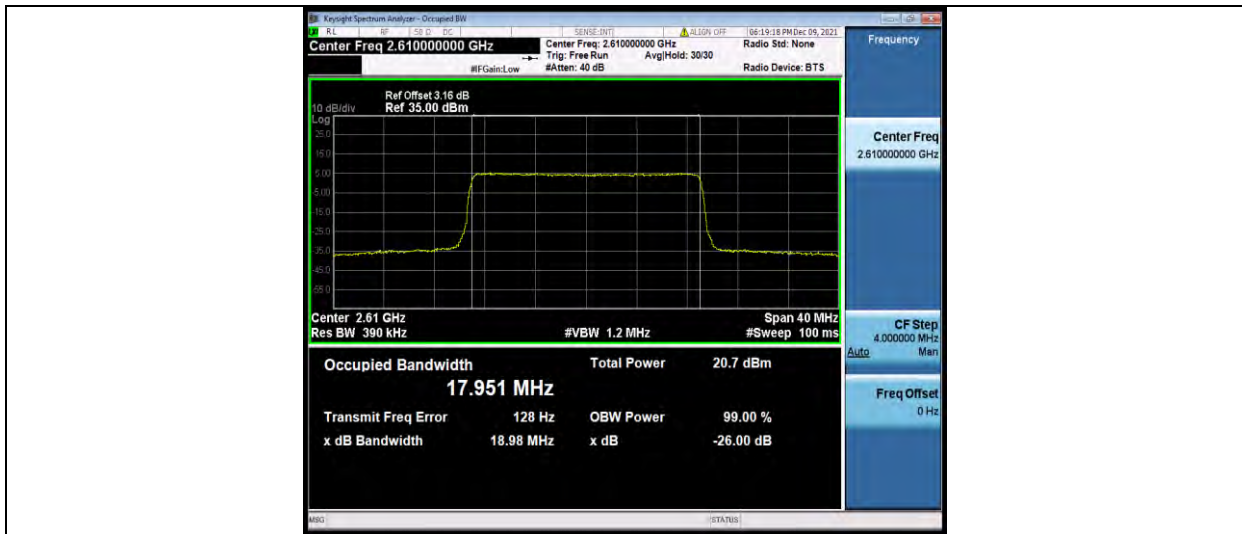 Keysight Spectrum Analyzer - Occupied BW
RL RF 50 Ω DC SENSE:INT ALIGN OFF 06:19:18 PM Dec 09, 2021
Center Freq 2.610000000 GHz
Center Freq: 2.610000000 GHz Radio Std: None
Trig: Free Run Avg|Hold: 30/30
#IFGain:Low #Atten: 40 dB Radio Device: BTS
Frequency
Ref Offset 3.16 dB
10 dB/div Ref 35.00 dBm
Log
25.0
15.0
5.00
-5.00
-15.0
-25.0
-35.0
-45.0
-55.0
Center Freq
2.610000000 GHz
Center 2.61 GHz Span 40 MHz
Res BW 390 kHz #VBW 1.2 MHz #Sweep 100 ms
CF Step
4.000000 MHz
Auto Man
Occupied Bandwidth Total Power 20.7 dBm
17.951 MHz
Transmit Freq Error 128 Hz OBW Power 99.00 %
x dB Bandwidth 18.98 MHz x dB -26.00 dB
Freq Offset
0 Hz
MSG STATUS